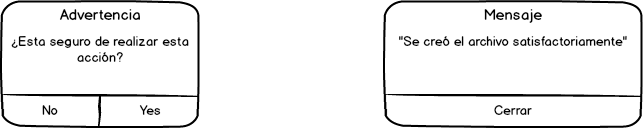 Advertencia
¿Esta seguro de realizar esta
acción?
No
Yes
Mensaje
"Se creó el archivo satisfactoriamente"
Cerrar